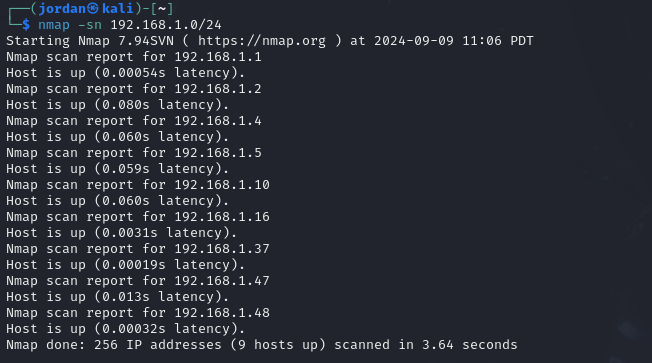 ┌──(jordan㉿kali)-[~]
└─$ nmap -sn 192.168.1.0/24
Starting Nmap 7.94SVN ( https://nmap.org ) at 2024-09-09 11:06 PDT
Nmap scan report for 192.168.1.1
Host is up (0.00054s latency).
Nmap scan report for 192.168.1.2
Host is up (0.080s latency).
Nmap scan report for 192.168.1.4
Host is up (0.060s latency).
Nmap scan report for 192.168.1.5
Host is up (0.059s latency).
Nmap scan report for 192.168.1.10
Host is up (0.060s latency).
Nmap scan report for 192.168.1.16
Host is up (0.0031s latency).
Nmap scan report for 192.168.1.37
Host is up (0.00019s latency).
Nmap scan report for 192.168.1.47
Host is up (0.013s latency).
Nmap scan report for 192.168.1.48
Host is up (0.00032s latency).
Nmap done: 256 IP addresses (9 hosts up) scanned in 3.64 seconds